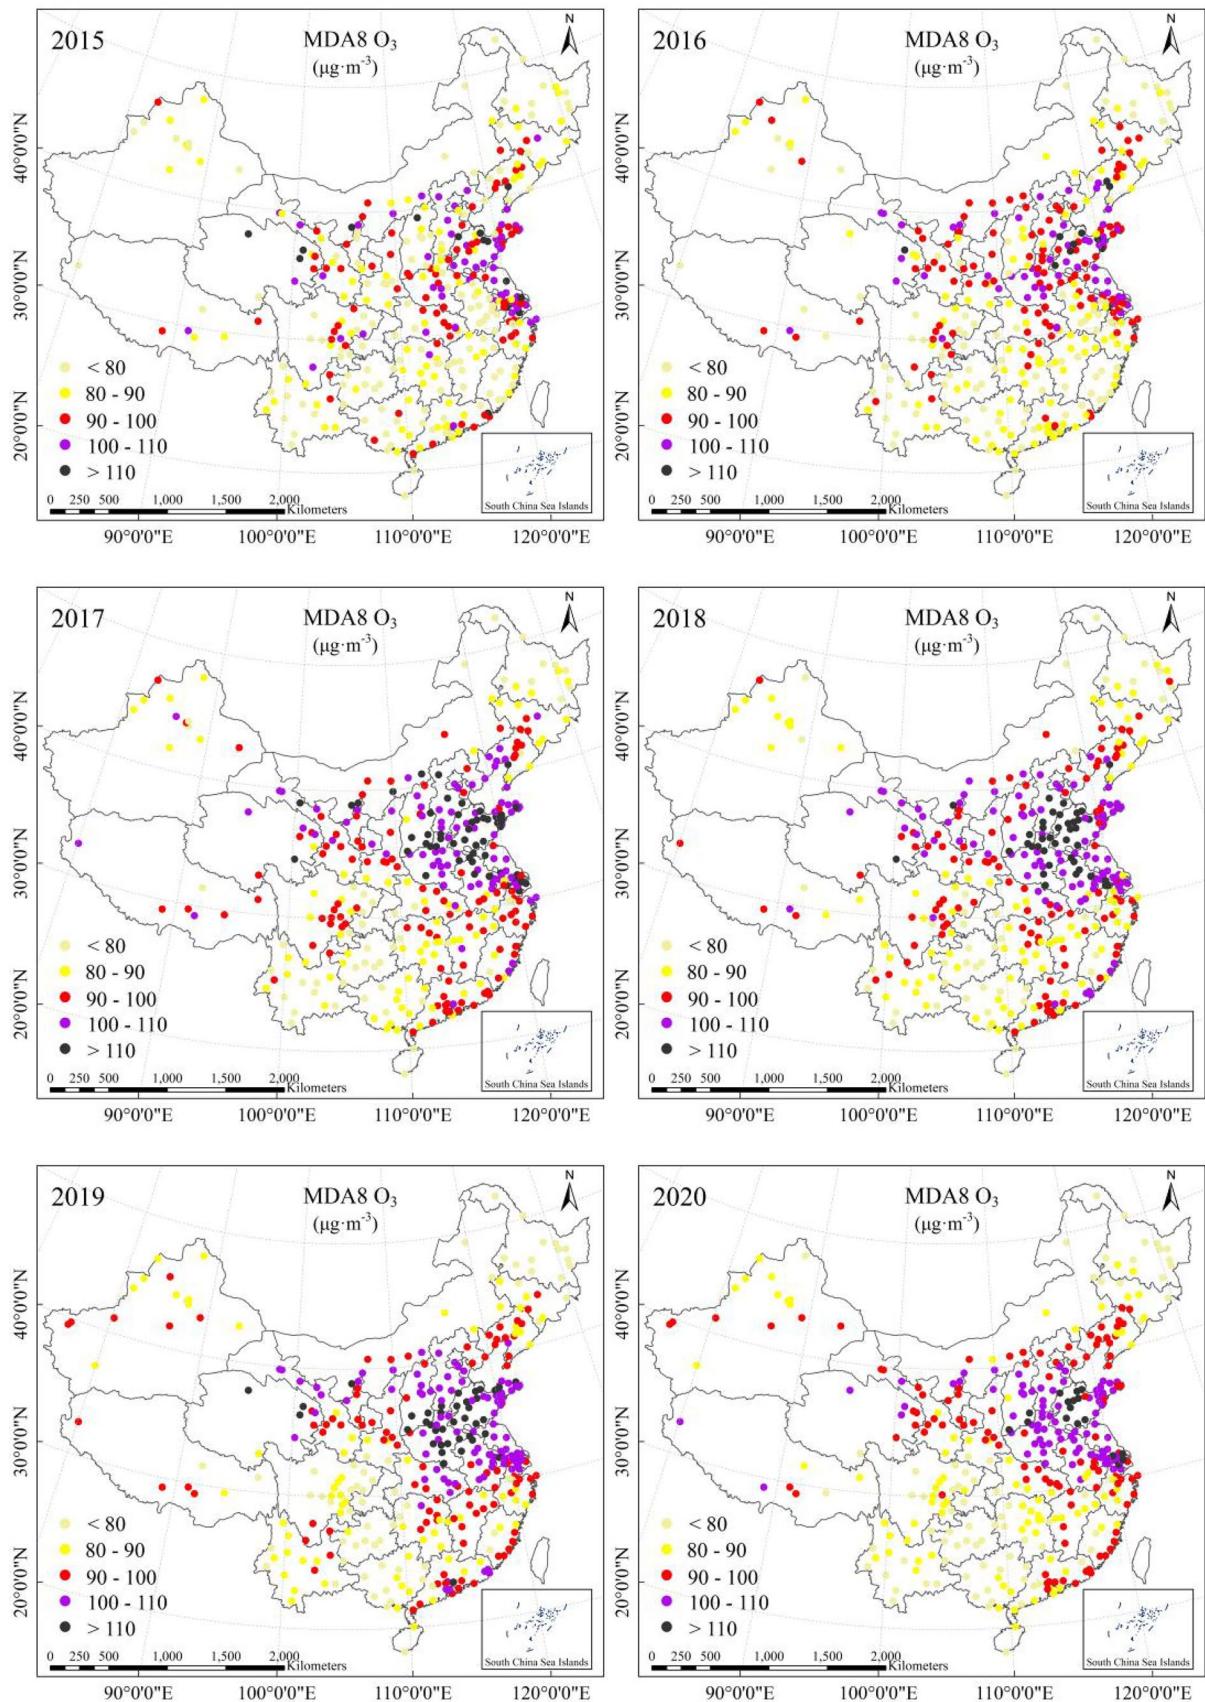 2015
MDA8 O₃
(μg·m⁻³)
N
40°0'0"N
30°0'0"N
20°0'0"N
< 80
80 - 90
90 - 100
100 - 110
> 110
0 250 500 1,000 1,500 2,000
Kilometers
South China Sea Islands
90°0'0"E 100°0'0"E 110°0'0"E 120°0'0"E
2016
MDA8 O₃
(μg·m⁻³)
N
40°0'0"N
30°0'0"N
20°0'0"N
< 80
80 - 90
90 - 100
100 - 110
> 110
0 250 500 1,000 1,500 2,000
Kilometers
South China Sea Islands
90°0'0"E 100°0'0"E 110°0'0"E 120°0'0"E
2017
MDA8 O₃
(μg·m⁻³)
N
40°0'0"N
30°0'0"N
20°0'0"N
< 80
80 - 90
90 - 100
100 - 110
> 110
0 250 500 1,000 1,500 2,000
Kilometers
South China Sea Islands
90°0'0"E 100°0'0"E 110°0'0"E 120°0'0"E
2018
MDA8 O₃
(μg·m⁻³)
N
40°0'0"N
30°0'0"N
20°0'0"N
< 80
80 - 90
90 - 100
100 - 110
> 110
0 250 500 1,000 1,500 2,000
Kilometers
South China Sea Islands
90°0'0"E 100°0'0"E 110°0'0"E 120°0'0"E
2019
MDA8 O₃
(μg·m⁻³)
N
40°0'0"N
30°0'0"N
20°0'0"N
< 80
80 - 90
90 - 100
100 - 110
> 110
0 250 500 1,000 1,500 2,000
Kilometers
South China Sea Islands
90°0'0"E 100°0'0"E 110°0'0"E 120°0'0"E
2020
MDA8 O₃
(μg·m⁻³)
N
40°0'0"N
30°0'0"N
20°0'0"N
< 80
80 - 90
90 - 100
100 - 110
> 110
0 250 500 1,000 1,500 2,000
Kilometers
South China Sea Islands
90°0'0"E 100°0'0"E 110°0'0"E 120°0'0"E